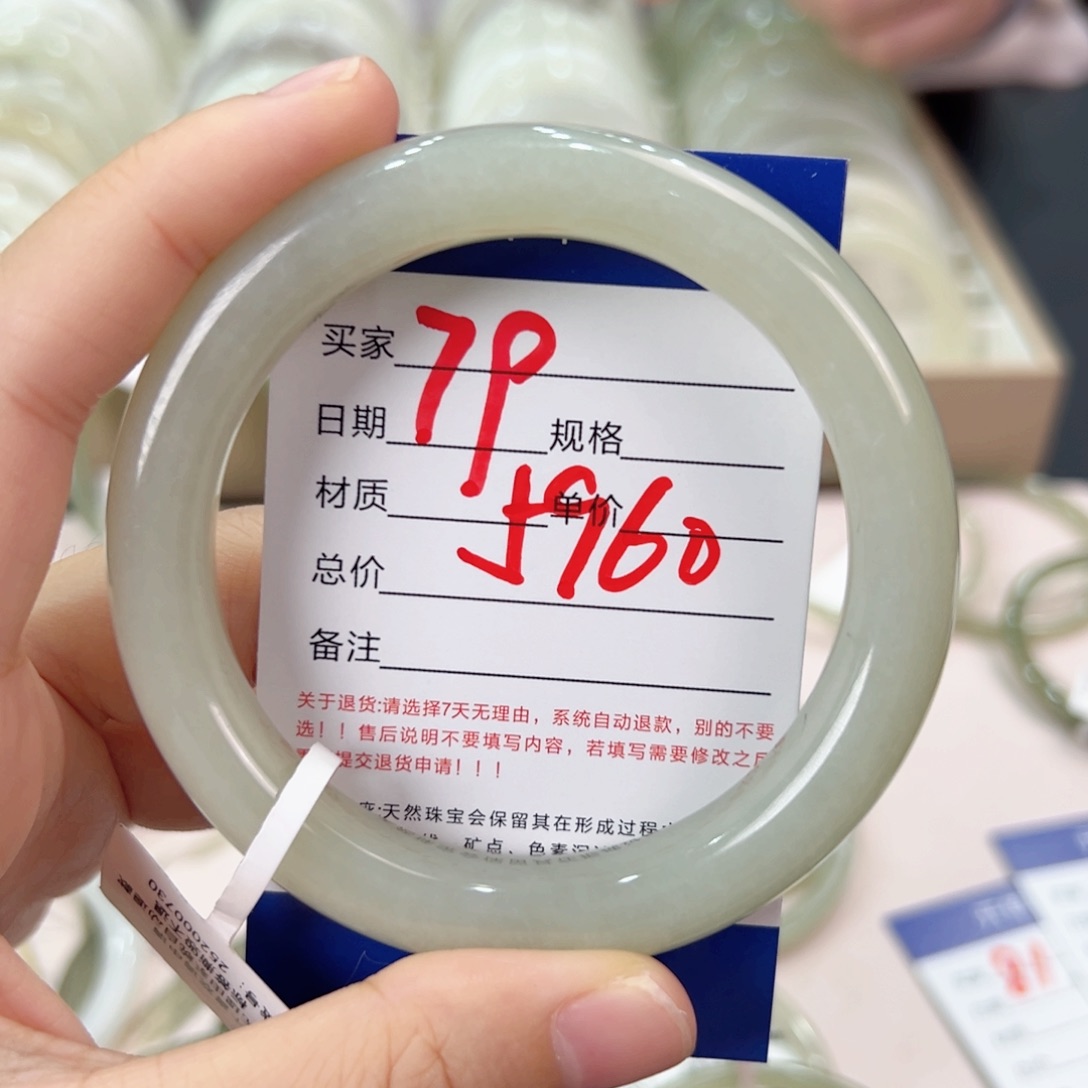 买家 79
日期 规格
材质 单价 5960
总价
备注
关于退货:请选择7天无理由，系统自动退款，别的不要
选！！售后说明不要填写内容，若填写需要修改之后
提交退货申请！！！
天然珠宝会保留其在形成过程
矿点、色素沉
25200730
81